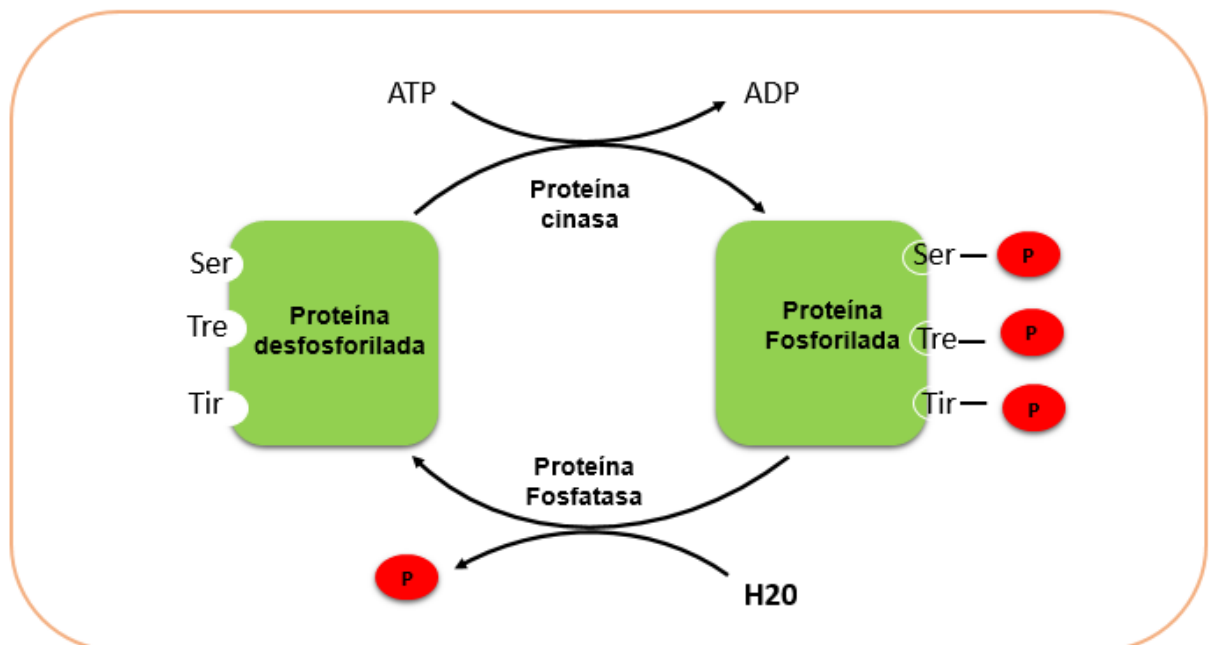 ATP
ADP
Proteína
cinasa
Ser
Tre
Tir
Proteína
desfosforilada
Proteína
Fosforilada
Ser
P
Tre
P
Tir
P
Proteína
Fosfatasa
P
H20